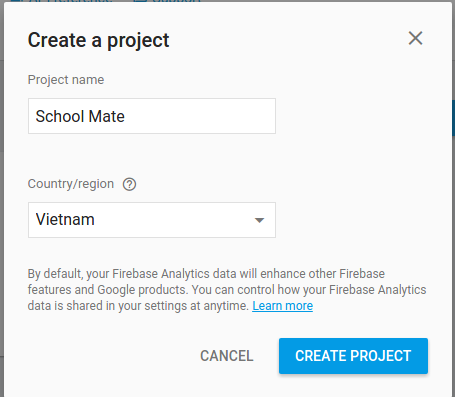 Create a project
Project name
School Mate
Country/region
Vietnam
By default, your Firebase Analytics data will enhance other Firebase
features and Google products. You can control how your Firebase Analytics
data is shared in your settings at anytime. Learn more
CANCEL CREATE PROJECT